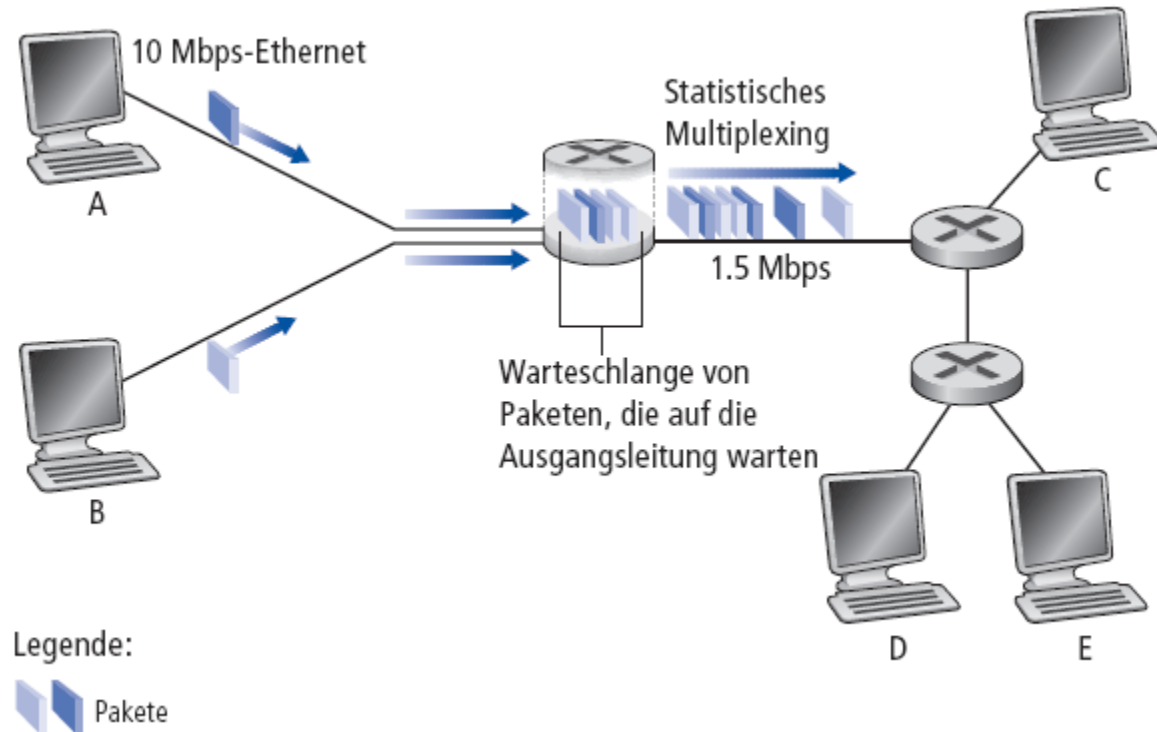 10 Mbps-Ethernet
A
Statistisches
Multiplexing
C
1.5 Mbps
B
Warteschlange von
Paketen, die auf die
Ausgangsleitung warten
D
E
Legende:
Pakete